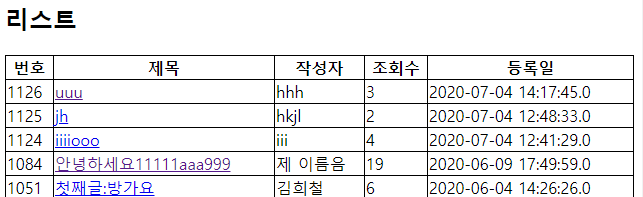 리스트
번호 제목 작성자 조회수 등록일
1126 uuu hhh 3 2020-07-04 14:17:45.0
1125 jh hkjl 2 2020-07-04 12:48:33.0
1124 iiiiooo iii 4 2020-07-04 12:41:29.0
1084 안녕하세요11111aaa999 제 이름음 19 2020-06-09 17:49:59.0
1051 첫째글:방가요 김희철 6 2020-06-04 14:26:26.0